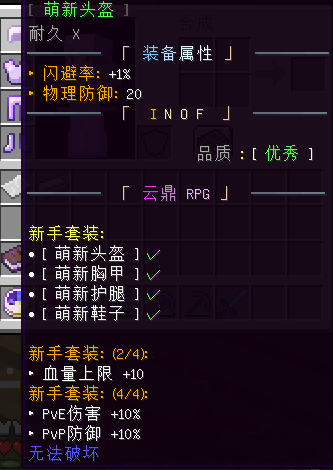 [ 萌新头盔 ]
耐久 X
「 装备属性 」
▸ 闪避率: +1%
▸ 物理防御: 20
「 INOF 」
品质 :[ 优秀 ]
「 云鼎 RPG 」
新手套装:
•[ 萌新头盔 ]✓
•[ 萌新胸甲 ]✓
•[ 萌新护腿 ]✓
•[ 萌新鞋子 ]✓
新手套装: (2/4):
▸ 血量上限 +10
新手套装: (4/4):
▸ PvE伤害 +10%
▸ PvP防御 +10%
无法破坏